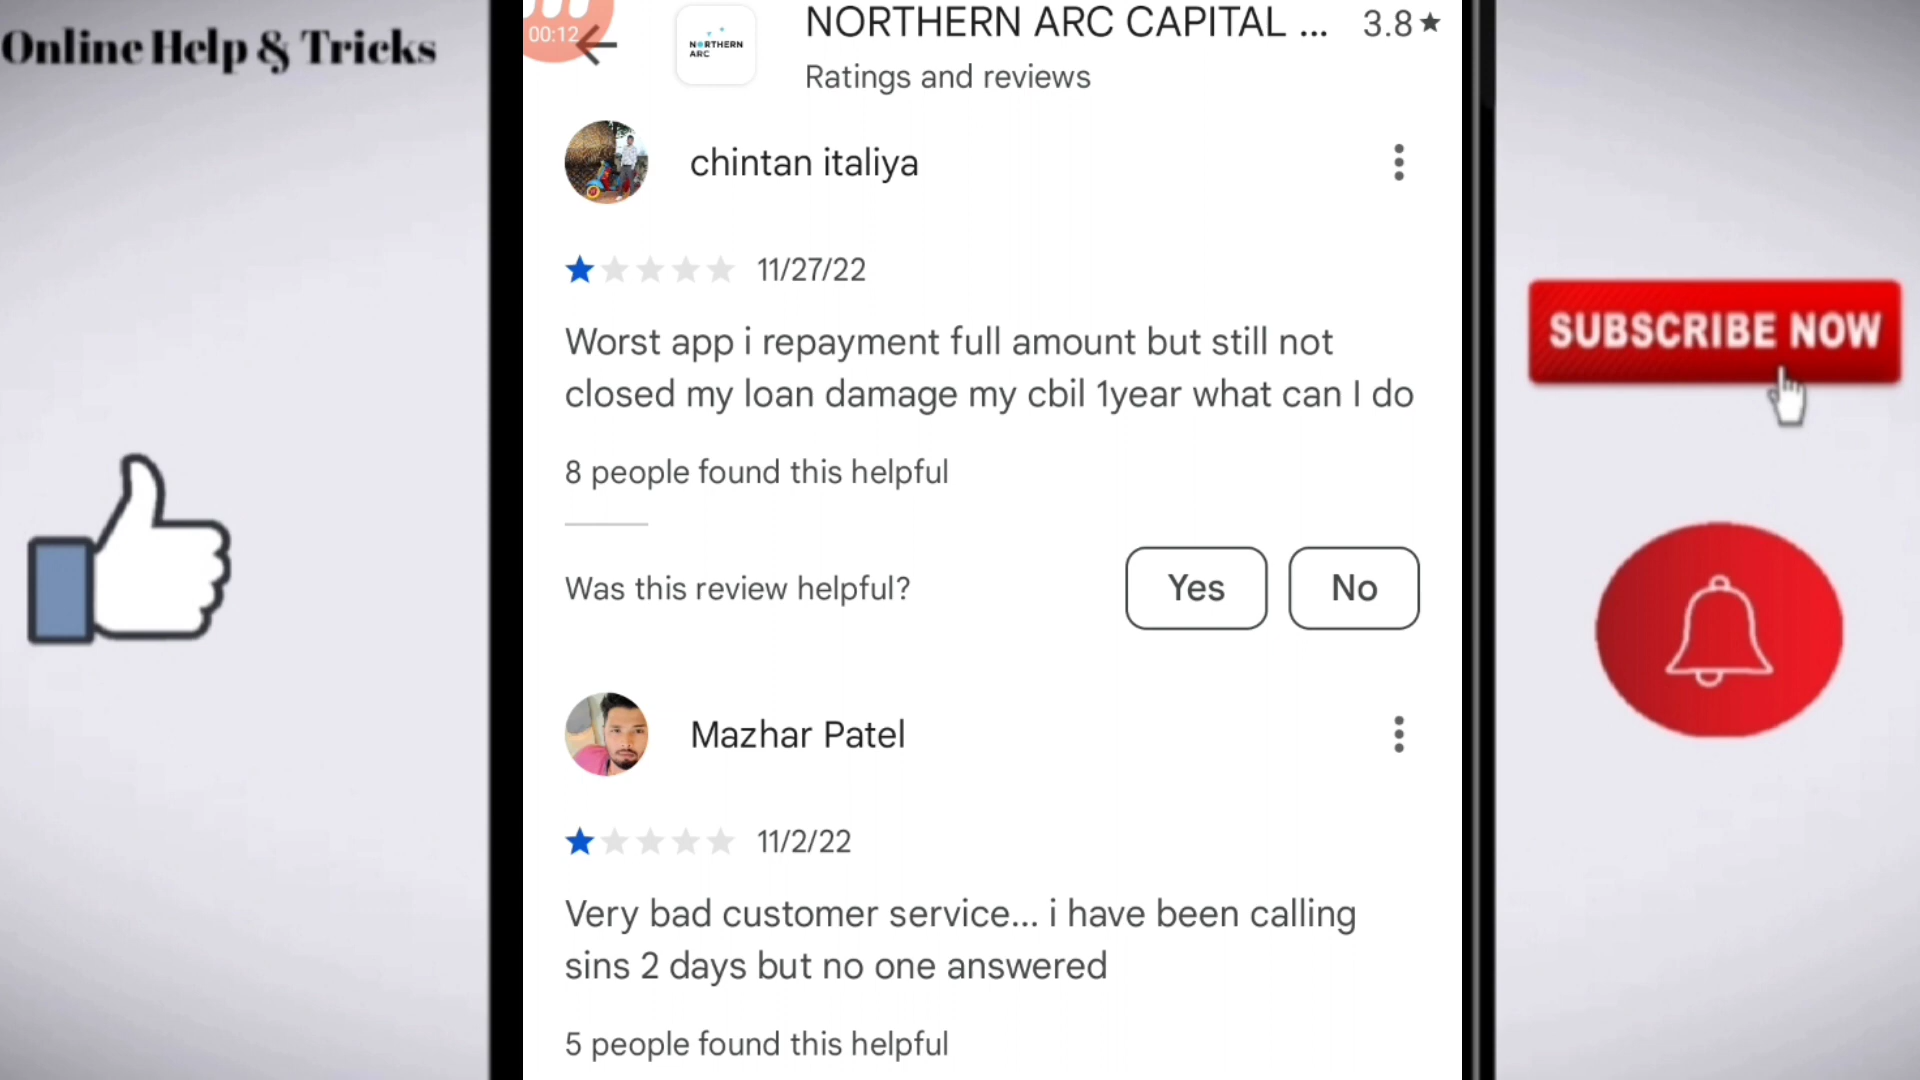 Online Help & Tricks
00:12
NORTHERN ARC
NORTHERN ARC CAPITAL ... 3.8★
Ratings and reviews
chintan italiya
11/27/22
Worst app i repayment full amount but still not
closed my loan damage my cbil 1year what can I do
8 people found this helpful
Was this review helpful? Yes No
Mazhar Patel
11/2/22
Very bad customer service... i have been calling
sins 2 days but no one answered
5 people found this helpful
SUBSCRIBE NOW